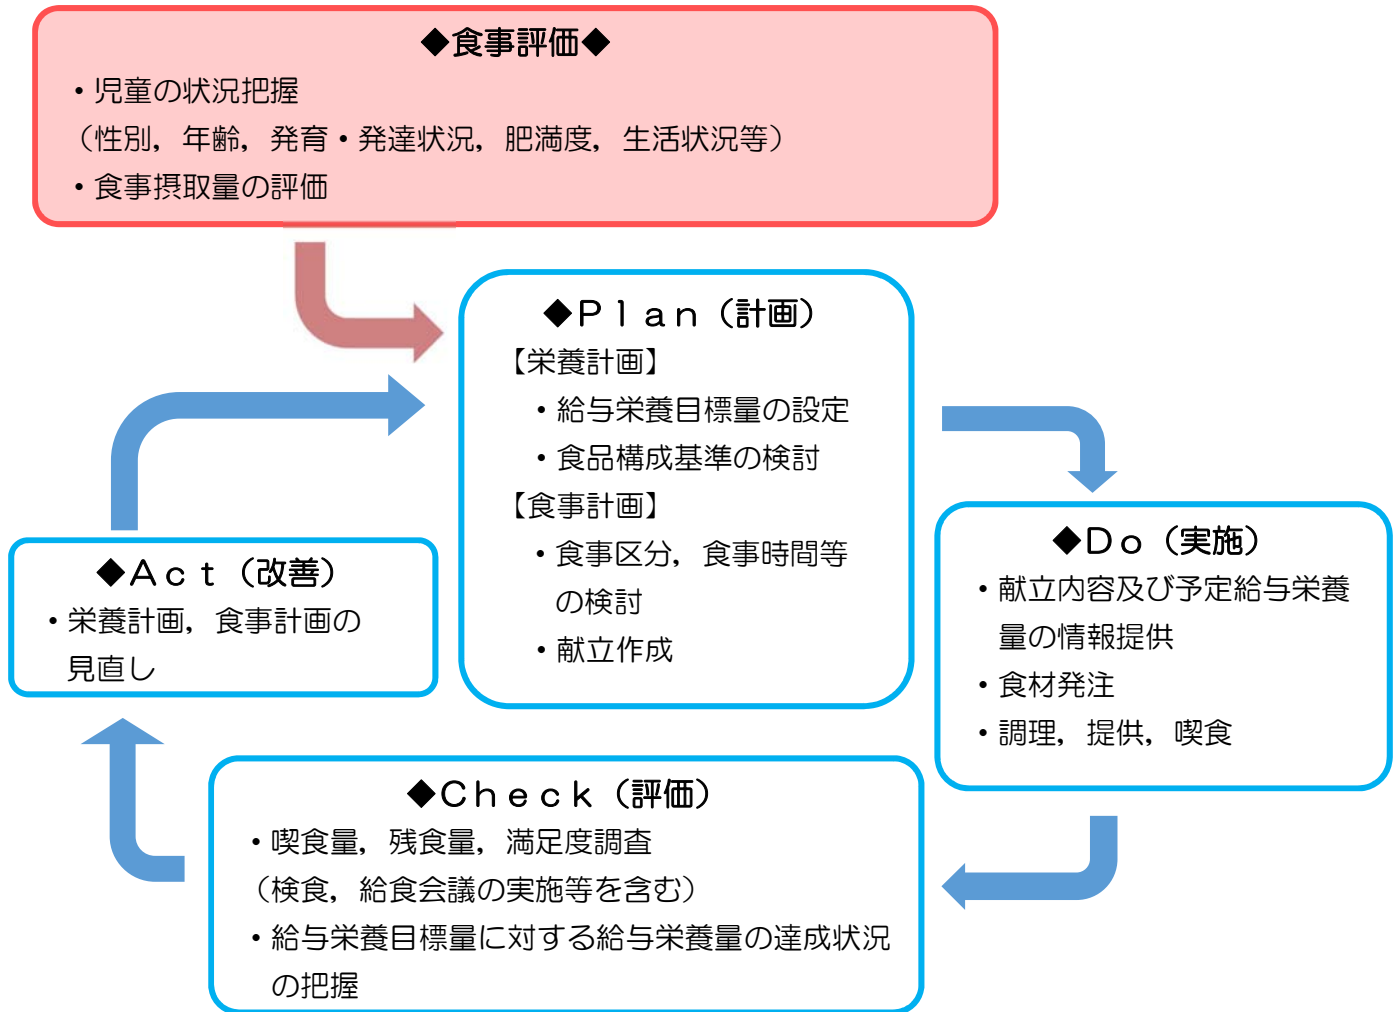 ◆食事評価◆
・児童の状況把握
（性別，年齢，発育・発達状況，肥満度，生活状況等）
・食事摂取量の評価
◆Ｐｌａｎ（計画）
【栄養計画】
・給与栄養目標量の設定
・食品構成基準の検討
【食事計画】
・食事区分，食事時間等
の検討
・献立作成
◆Ｄｏ（実施）
・献立内容及び予定給与栄養
量の情報提供
・食材発注
・調理，提供，喫食
◆Ｃｈｅｃｋ（評価）
・喫食量，残食量，満足度調査
（検食，給食会議の実施等を含む）
・給与栄養目標量に対する給与栄養量の達成状況
の把握
◆Ａｃｔ（改善）
・栄養計画，食事計画の
見直し